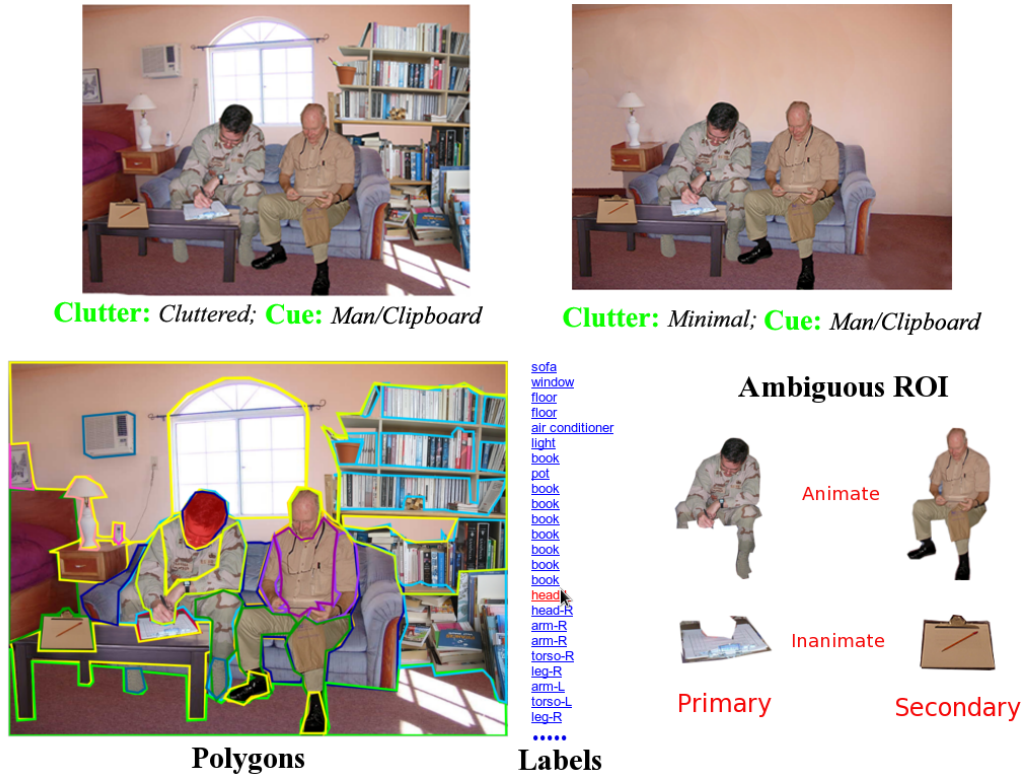 Clutter: Cluttered; Cue: Man/Clipboard
Clutter: Minimal; Cue: Man/Clipboard
sofa
window
floor
floor
air conditioner
light
book
pot
book
book
book
book
book
book
book
head
head-R
arm-R
arm-R
torso-R
leg-R
arm-L
torso-L
leg-R
.....
Polygons
Labels
Ambiguous ROI
Animate
Inanimate
Primary
Secondary